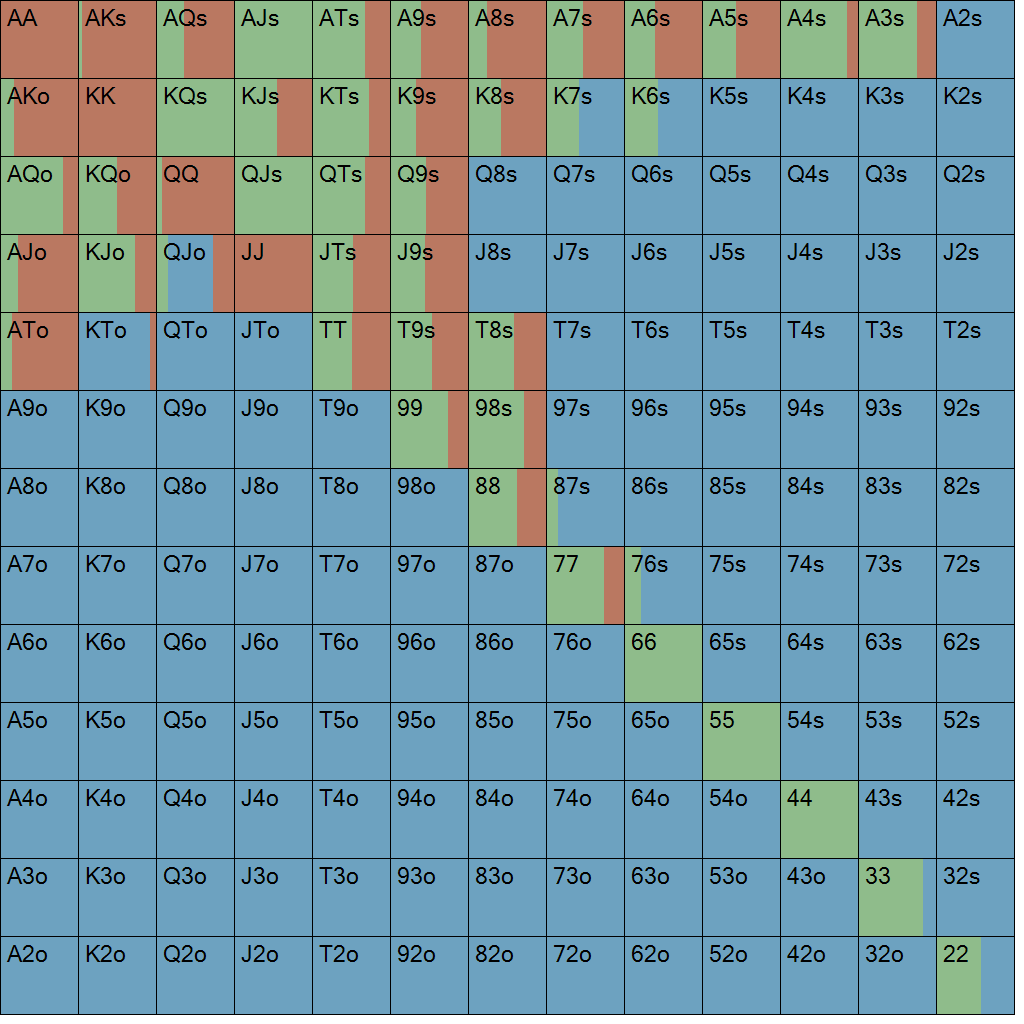 AA AKs AQs AJs ATs A9s A8s A7s A6s A5s A4s A3s A2s
AKo KK KQs KJs KTs K9s K8s K7s K6s K5s K4s K3s K2s
AQo KQo QQ QJs QTs Q9s Q8s Q7s Q6s Q5s Q4s Q3s Q2s
AJo KJo QJo JJ JTs J9s J8s J7s J6s J5s J4s J3s J2s
ATo KTo QTo JTo TT T9s T8s T7s T6s T5s T4s T3s T2s
A9o K9o Q9o J9o T9o 99 98s 97s 96s 95s 94s 93s 92s
A8o K8o Q8o J8o T8o 98o 88 87s 86s 85s 84s 83s 82s
A7o K7o Q7o J7o T7o 97o 87o 77 76s 75s 74s 73s 72s
A6o K6o Q6o J6o T6o 96o 86o 76o 66 65s 64s 63s 62s
A5o K5o Q5o J5o T5o 95o 85o 75o 65o 55 54s 53s 52s
A4o K4o Q4o J4o T4o 94o 84o 74o 64o 54o 44 43s 42s
A3o K3o Q3o J3o T3o 93o 83o 73o 63o 53o 43o 33 32s
A2o K2o Q2o J2o T2o 92o 82o 72o 62o 52o 42o 32o 22